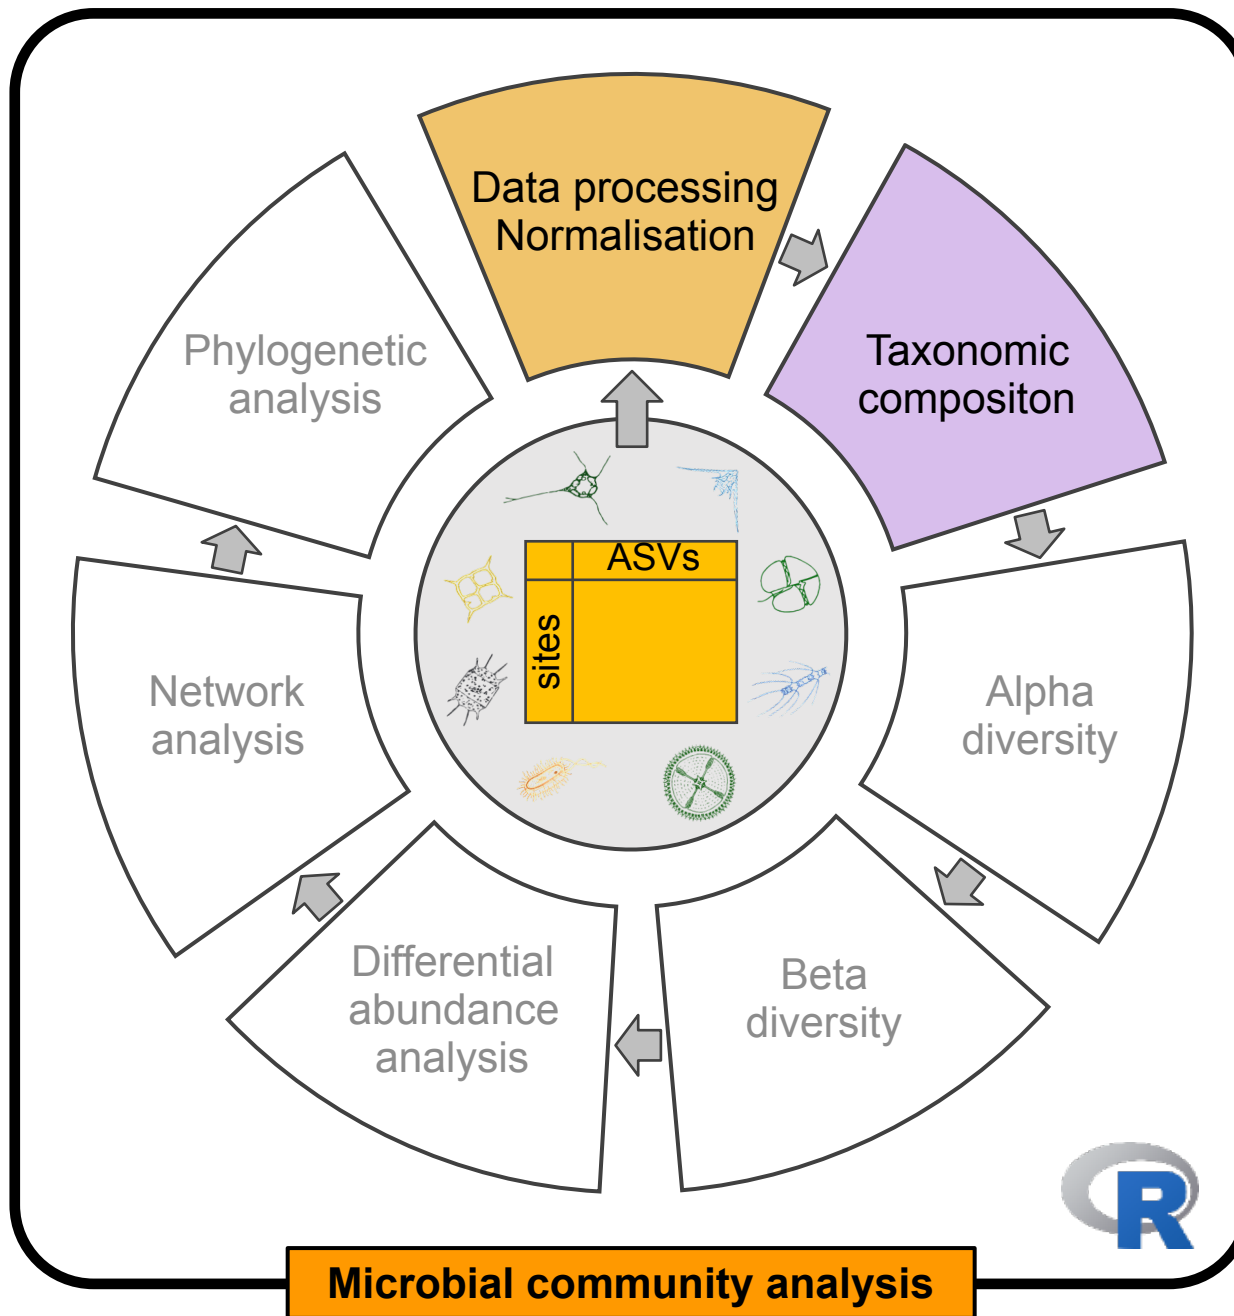 Data processing
Normalisation
Taxonomic
compositon
Alpha
diversity
Beta
diversity
Differential
abundance
analysis
Network
analysis
Phylogenetic
analysis
ASVs
sites
R
Microbial community analysis